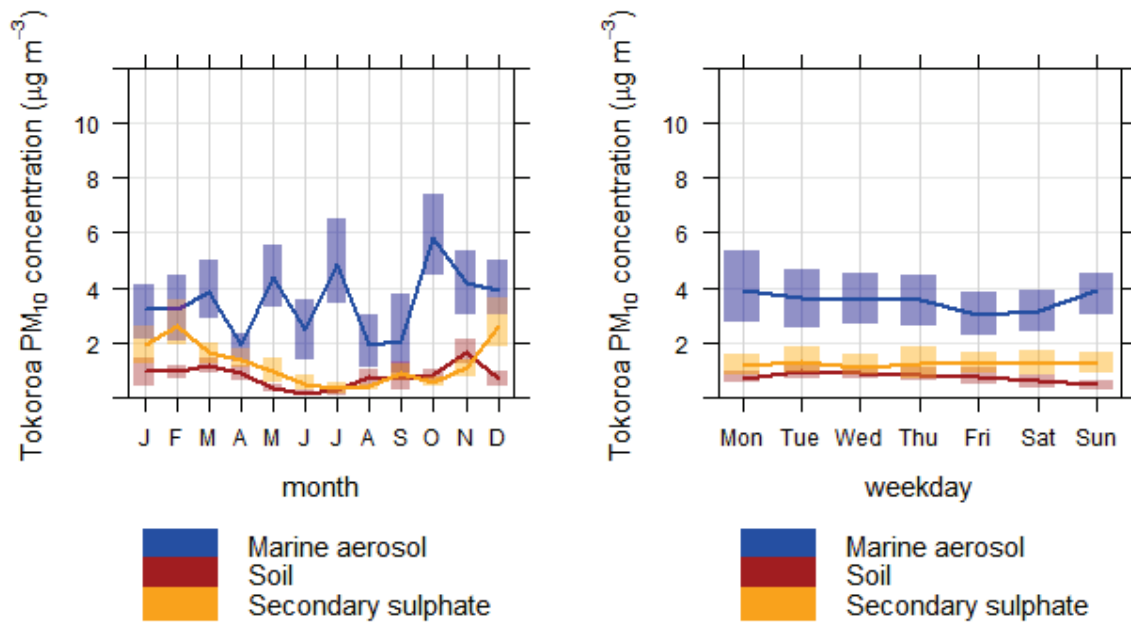 Tokoroa PM₁₀ concentration (μg m⁻³)
10
8
6
4
2
J F M A M J J A S O N D
month
Marine aerosol
Soil
Secondary sulphate
Tokoroa PM₁₀ concentration (μg m⁻³)
10
8
6
4
2
Mon Tue Wed Thu Fri Sat Sun
weekday
Marine aerosol
Soil
Secondary sulphate